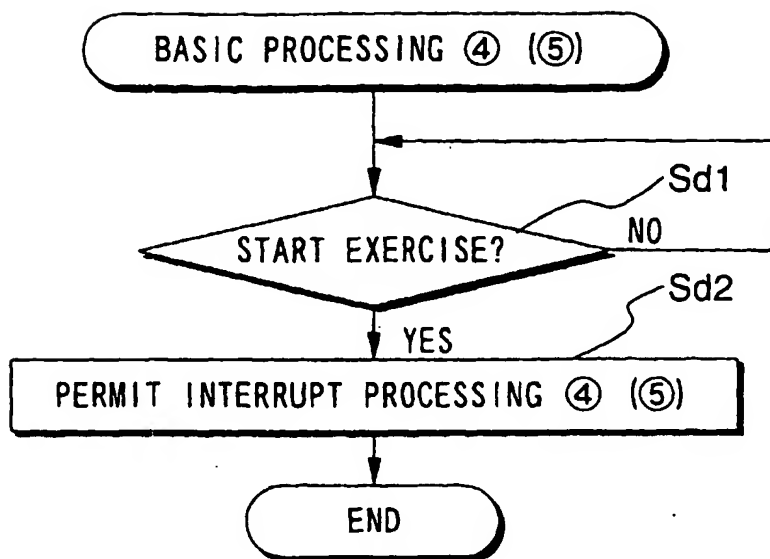 BASIC PROCESSING ④ (⑤)
Sd1
START EXERCISE?
NO
Sd2
YES
PERMIT INTERRUPT PROCESSING ④ (⑤)
END